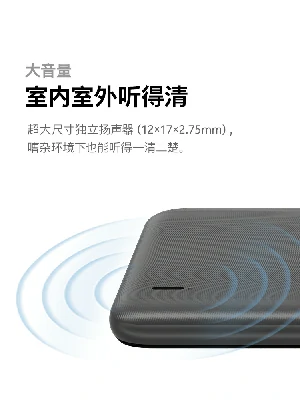 大音量
室内室外听得清
超大尺寸独立扬声器 (12×17×2.75mm) ,
嘈杂环境下也能听得一清二楚。